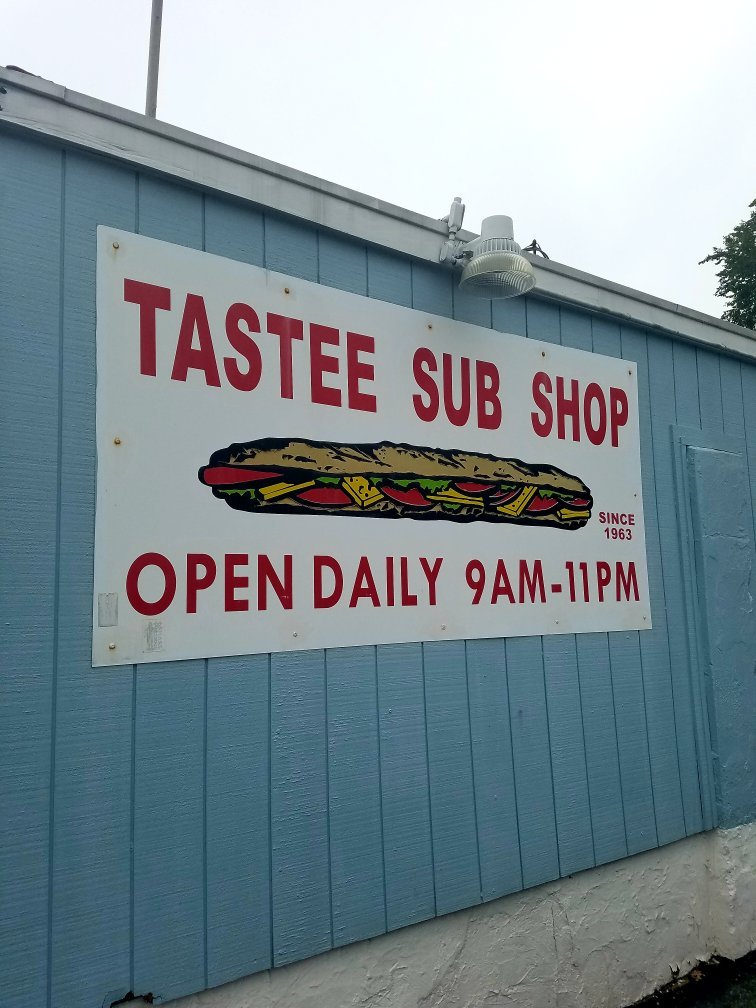 TASTEE SUB SHOP
SINCE
1963
OPEN DAILY 9AM-11PM